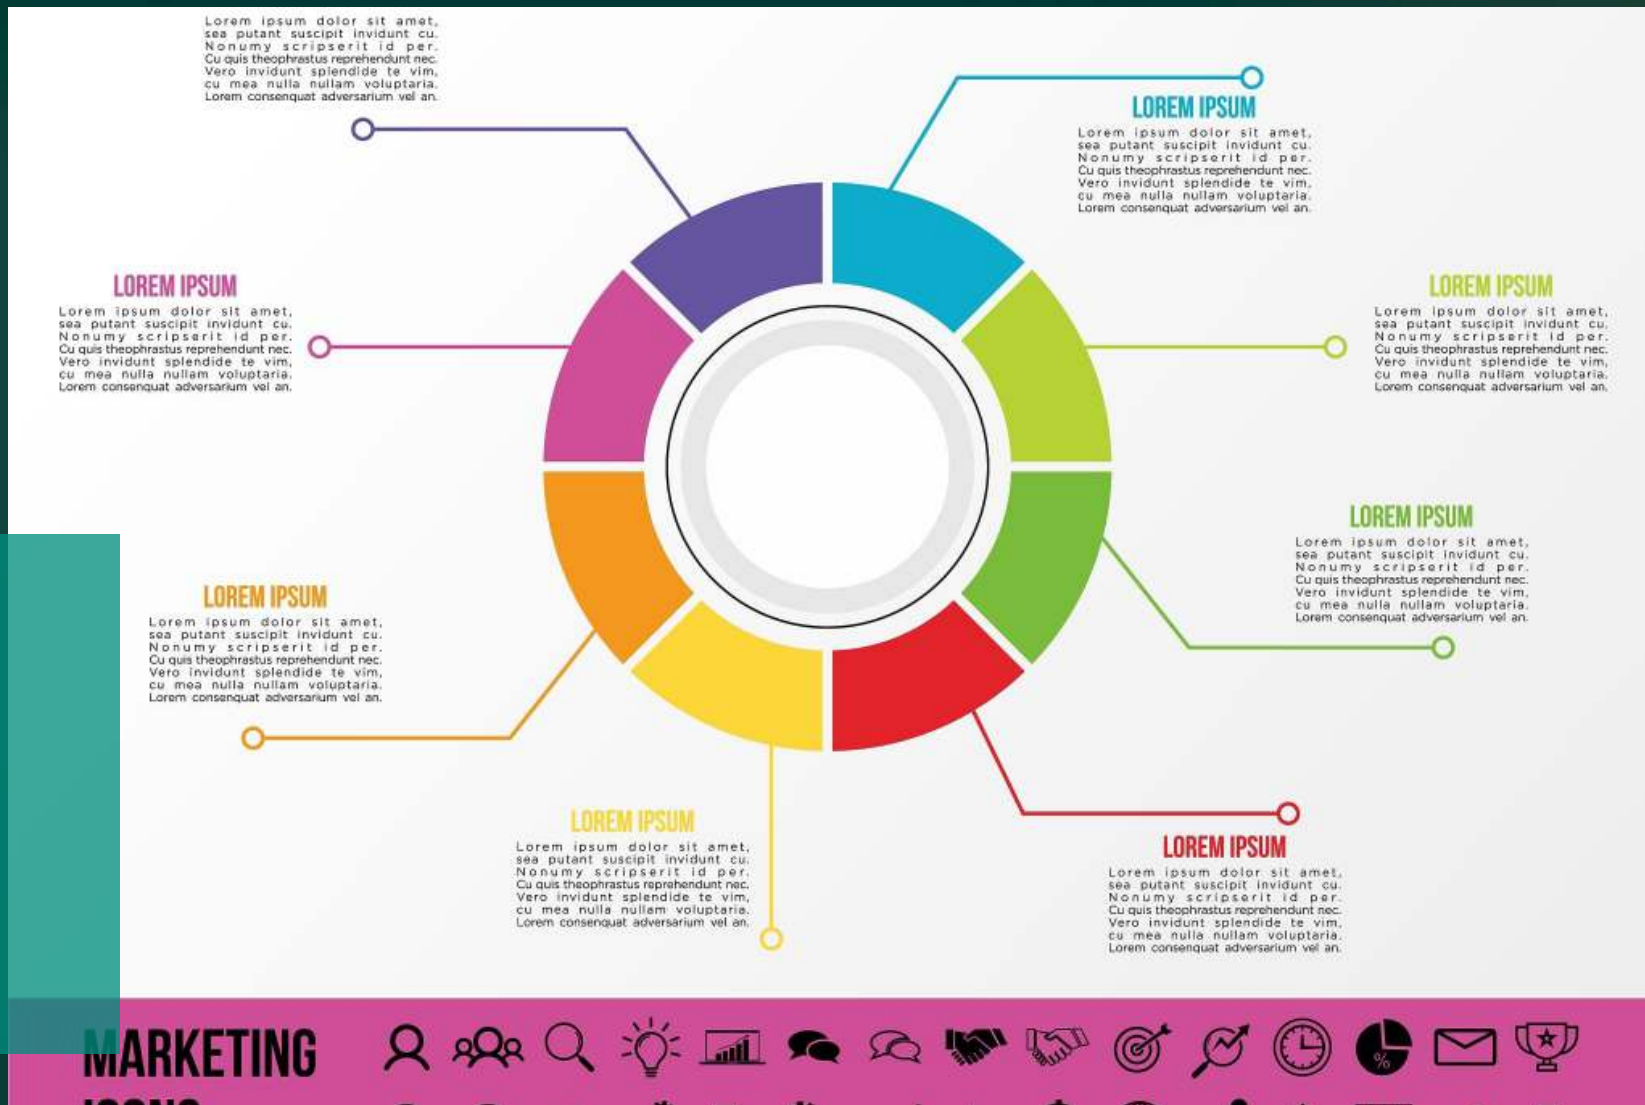 Lorem ipsum dolor sit amet,
sea putant suscipit invidunt cu.
Nonumy scripserit id per.
Cu quis theophrastus reprehendunt nec.
Vero invidunt splendide te vim,
cu mea nulla nullam voluptaria.
Lorem consenquat adversarium vel an.
LOREM IPSUM
Lorem ipsum dolor sit amet,
sea putant suscipit invidunt cu.
Nonumy scripserit id per.
Cu quis theophrastus reprehendunt nec.
Vero invidunt splendide te vim,
cu mea nulla nullam voluptaria.
Lorem consenquat adversarium vel an.
LOREM IPSUM
Lorem ipsum dolor sit amet,
sea putant suscipit invidunt cu.
Nonumy scripserit id per.
Cu quis theophrastus reprehendunt nec.
Vero invidunt splendide te vim,
cu mea nulla nullam voluptaria.
Lorem consenquat adversarium vel an.
LOREM IPSUM
Lorem ipsum dolor sit amet,
sea putant suscipit invidunt cu.
Nonumy scripserit id per.
Cu quis theophrastus reprehendunt nec.
Vero invidunt splendide te vim,
cu mea nulla nullam voluptaria.
Lorem consenquat adversarium vel an.
LOREM IPSUM
Lorem ipsum dolor sit amet,
sea putant suscipit invidunt cu.
Nonumy scripserit id per.
Cu quis theophrastus reprehendunt nec.
Vero invidunt splendide te vim,
cu mea nulla nullam voluptaria.
Lorem consenquat adversarium vel an.
LOREM IPSUM
Lorem ipsum dolor sit amet,
sea putant suscipit invidunt cu.
Nonumy scripserit id per.
Cu quis theophrastus reprehendunt nec.
Vero invidunt splendide te vim,
cu mea nulla nullam voluptaria.
Lorem consenquat adversarium vel an.
LOREM IPSUM
Lorem ipsum dolor sit amet,
sea putant suscipit invidunt cu.
Nonumy scripserit id per.
Cu quis theophrastus reprehendunt nec.
Vero invidunt splendide te vim,
cu mea nulla nullam voluptaria.
Lorem consenquat adversarium vel an.
LOREM IPSUM
Lorem ipsum dolor sit amet,
sea putant suscipit invidunt cu.
Nonumy scripserit id per.
Cu quis theophrastus reprehendunt nec.
Vero invidunt splendide te vim,
cu mea nulla nullam voluptaria.
Lorem consenquat adversarium vel an.
MARKETING
%